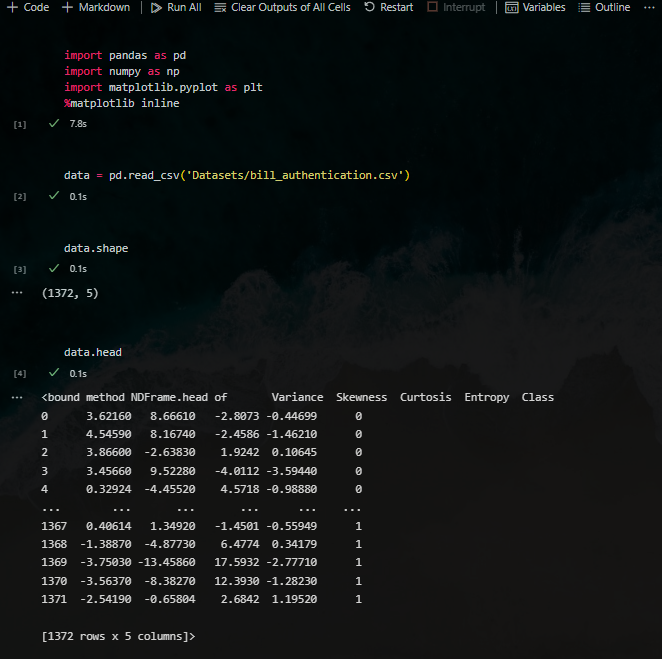 Code Markdown Run All Clear Outputs of All Cells Restart Interrupt Variables Outline ...
import pandas as pd
import numpy as np
import matplotlib.pyplot as plt
%matplotlib inline
[1] ✓ 7.8s
data = pd.read_csv('Datasets/bill_authentication.csv')
[2] ✓ 0.1s
data.shape
[3] ✓ 0.1s
... (1372, 5)
data.head
[4] ✓ 0.1s
... <bound method NDFrame.head of       Variance  Skewness  Curtosis  Entropy  Class
0      3.62160   8.66610   -2.8073 -0.44699      0
1      4.54590   8.16740   -2.4586 -1.46210      0
2      3.86600  -2.63830    1.9242  0.10645      0
3      3.45660   9.52280   -4.0112 -3.59440      0
4      0.32924  -4.45520    4.5718 -0.98880      0
...        ...       ...       ...      ...    ...
1367   0.40614   1.34920   -1.4501 -0.55949      1
1368  -1.38870  -4.87730    6.4774  0.34179      1
1369  -3.75030 -13.45860   17.5932 -2.77710      1
1370  -3.56370  -8.38270   12.3930 -1.28230      1
1371  -2.54190  -0.65804    2.6842  1.19520      1
[1372 rows x 5 columns]>